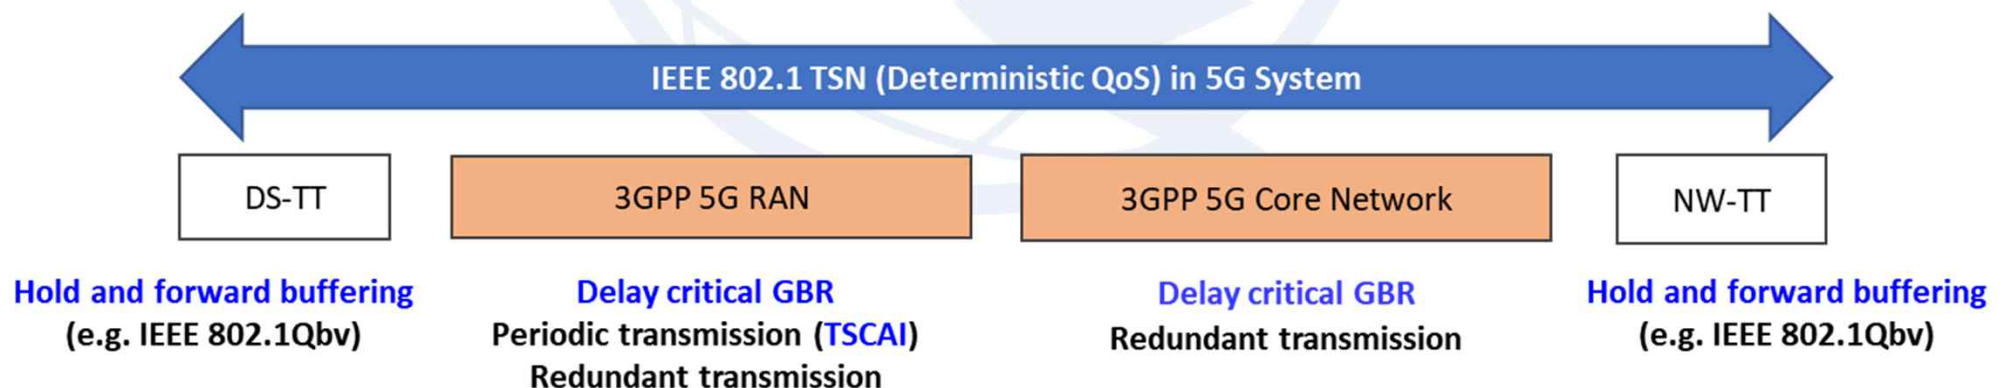 IEEE 802.1 TSN (Deterministic QoS) in 5G System
DS-TT
3GPP 5G RAN
3GPP 5G Core Network
NW-TT
Hold and forward buffering
(e.g. IEEE 802.1Qbv)
Delay critical GBR
Periodic transmission (TSCAI)
Redundant transmission
Delay critical GBR
Redundant transmission
Hold and forward buffering
(e.g. IEEE 802.1Qbv)